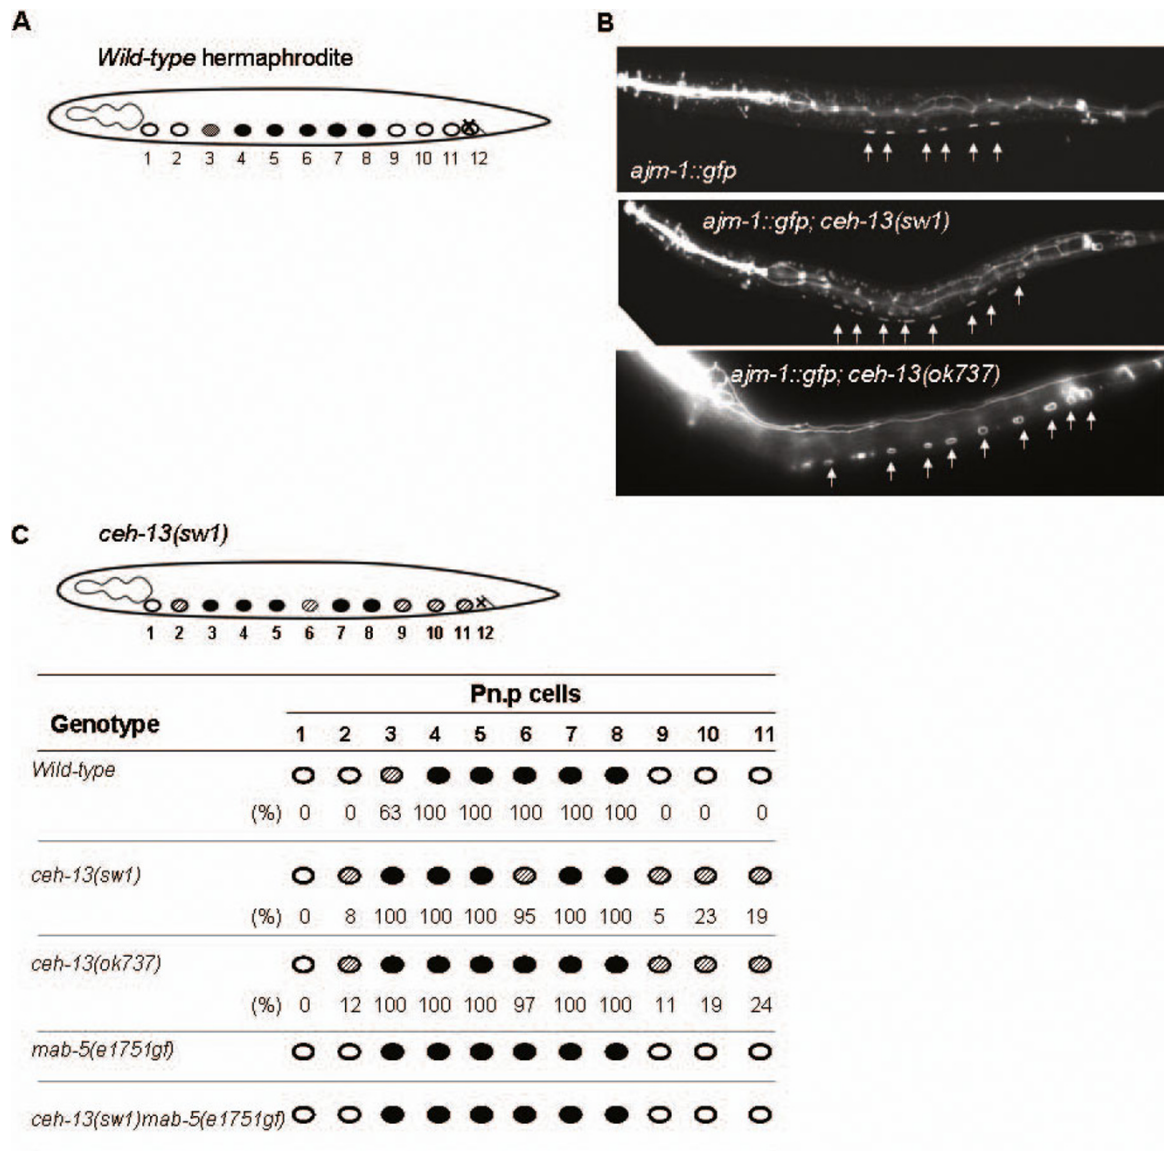 A
Wild-type hermaphrodite
1 2 3 4 5 6 7 8 9 10 11 12
B
ajm-1::gfp
ajm-1::gfp; ceh-13(sw1)
ajm-1::gfp; ceh-13(ok737)
C
ceh-13(sw1)
1 2 3 4 5 6 7 8 9 10 11 12
Pn.p cells
Genotype
1 2 3 4 5 6 7 8 9 10 11
Wild-type
(%) 0 0 63 100 100 100 100 100 0 0 0
ceh-13(sw1)
(%) 0 8 100 100 100 95 100 100 5 23 19
ceh-13(ok737)
(%) 0 12 100 100 100 97 100 100 11 19 24
mab-5(e1751gf)
ceh-13(sw1)mab-5(e1751gf)